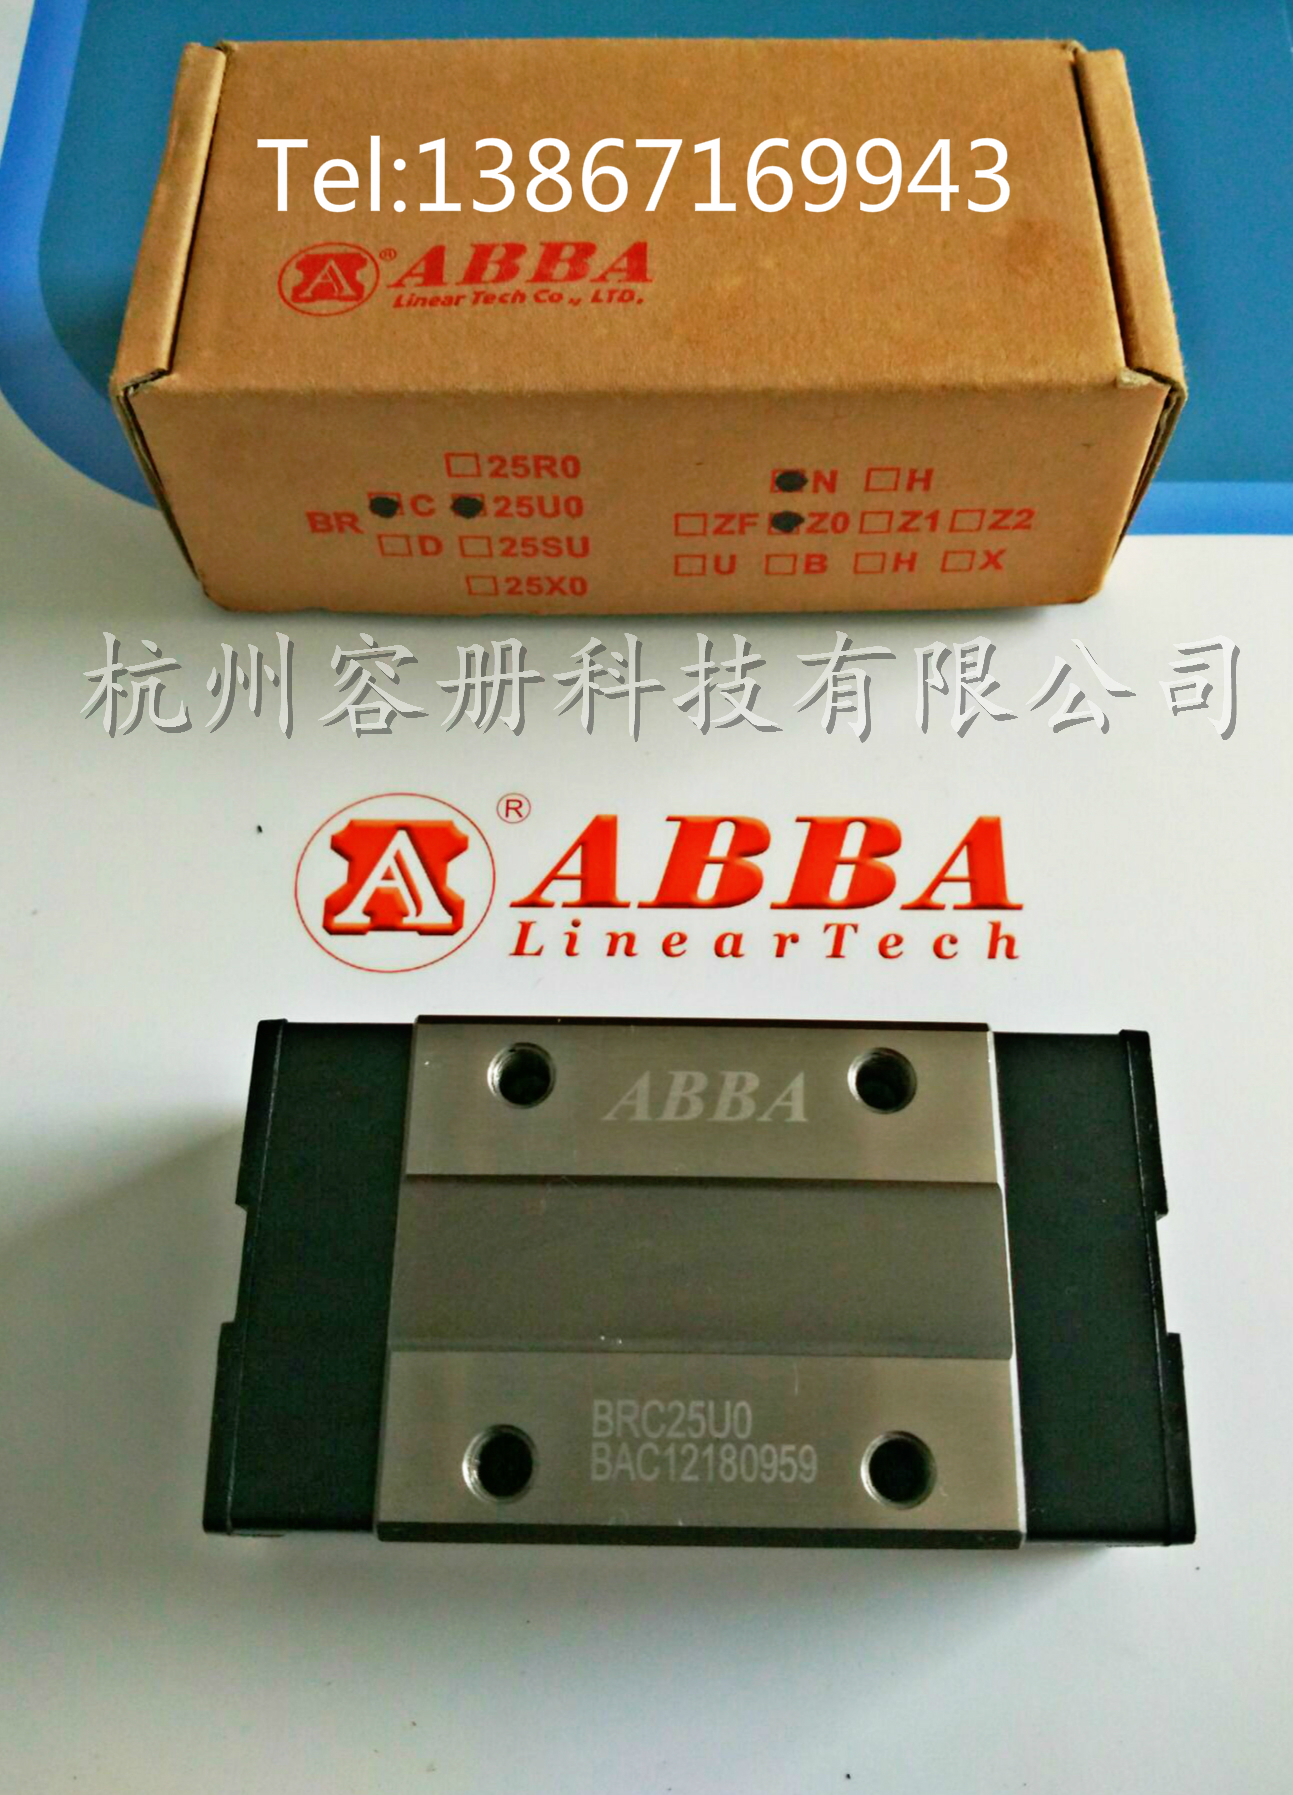 Tel:13867169943
® ABBA
Linear Tech Co., LTD.
25R0
BR C 25U0
D 25SU
25X0
N H
ZF Z0 Z1 Z2
U B H X
杭州容册科技有限公司
® ABBA
LinearTech
ABBA
BRC25U0
BAC12180959